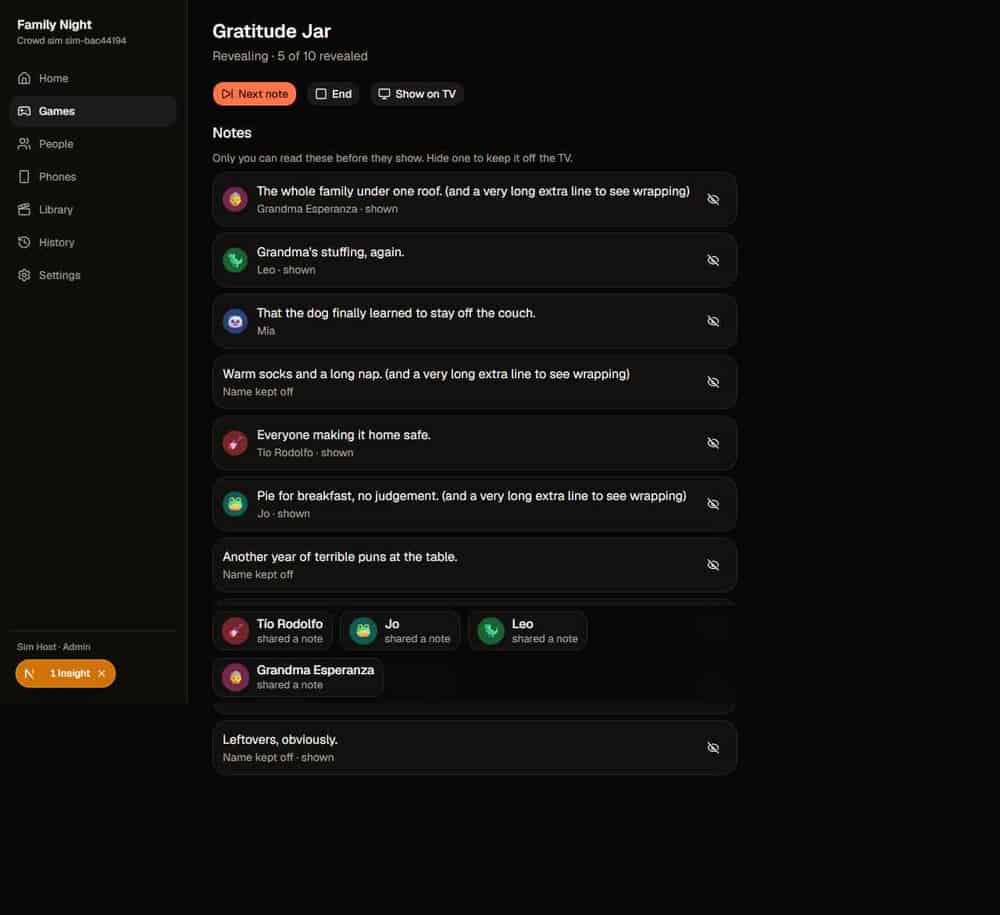 Family Night
Crowd sim sim-bac44194
Home
Games
People
Phones
Library
History
Settings
Sim Host · Admin
1 Insight
Gratitude Jar
Revealing · 5 of 10 revealed
Next note
End
Show on TV
Notes
Only you can read these before they show. Hide one to keep it off the TV.
The whole family under one roof. (and a very long extra line to see wrapping)
Grandma Esperanza · shown
Grandma's stuffing, again.
Leo · shown
That the dog finally learned to stay off the couch.
Mia
Warm socks and a long nap. (and a very long extra line to see wrapping)
Name kept off
Everyone making it home safe.
Tío Rodolfo · shown
Pie for breakfast, no judgement. (and a very long extra line to see wrapping)
Jo · shown
Another year of terrible puns at the table.
Name kept off
Tío Rodolfo
shared a note
Jo
shared a note
Leo
shared a note
Grandma Esperanza
shared a note
Leftovers, obviously.
Name kept off · shown